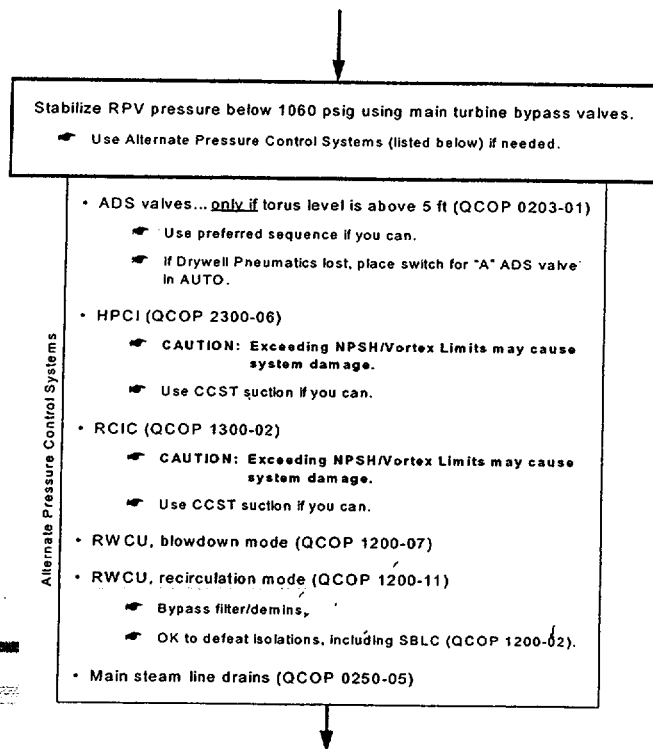 Stabilize RPV pressure below 1060 psig using main turbine bypass valves.
☛ Use Alternate Pressure Control Systems (listed below) if needed.
Alternate Pressure Control Systems
• ADS valves... only if torus level is above 5 ft (QCOP 0203-01)
☛ Use preferred sequence if you can.
☛ If Drywell Pneumatics lost, place switch for "A" ADS valve
in AUTO.
• HPCI (QCOP 2300-06)
☛ CAUTION: Exceeding NPSH/Vortex Limits may cause
system damage.
☛ Use CCST suction if you can.
• RCIC (QCOP 1300-02)
☛ CAUTION: Exceeding NPSH/Vortex Limits may cause
system damage.
☛ Use CCST suction if you can.
• RWCU, blowdown mode (QCOP 1200-07)
• RWCU, recirculation mode (QCOP 1200-11)
☛ Bypass filter/demins.
☛ OK to defeat isolations, including SBLC (QCOP 1200-02).
• Main steam line drains (QCOP 0250-05)